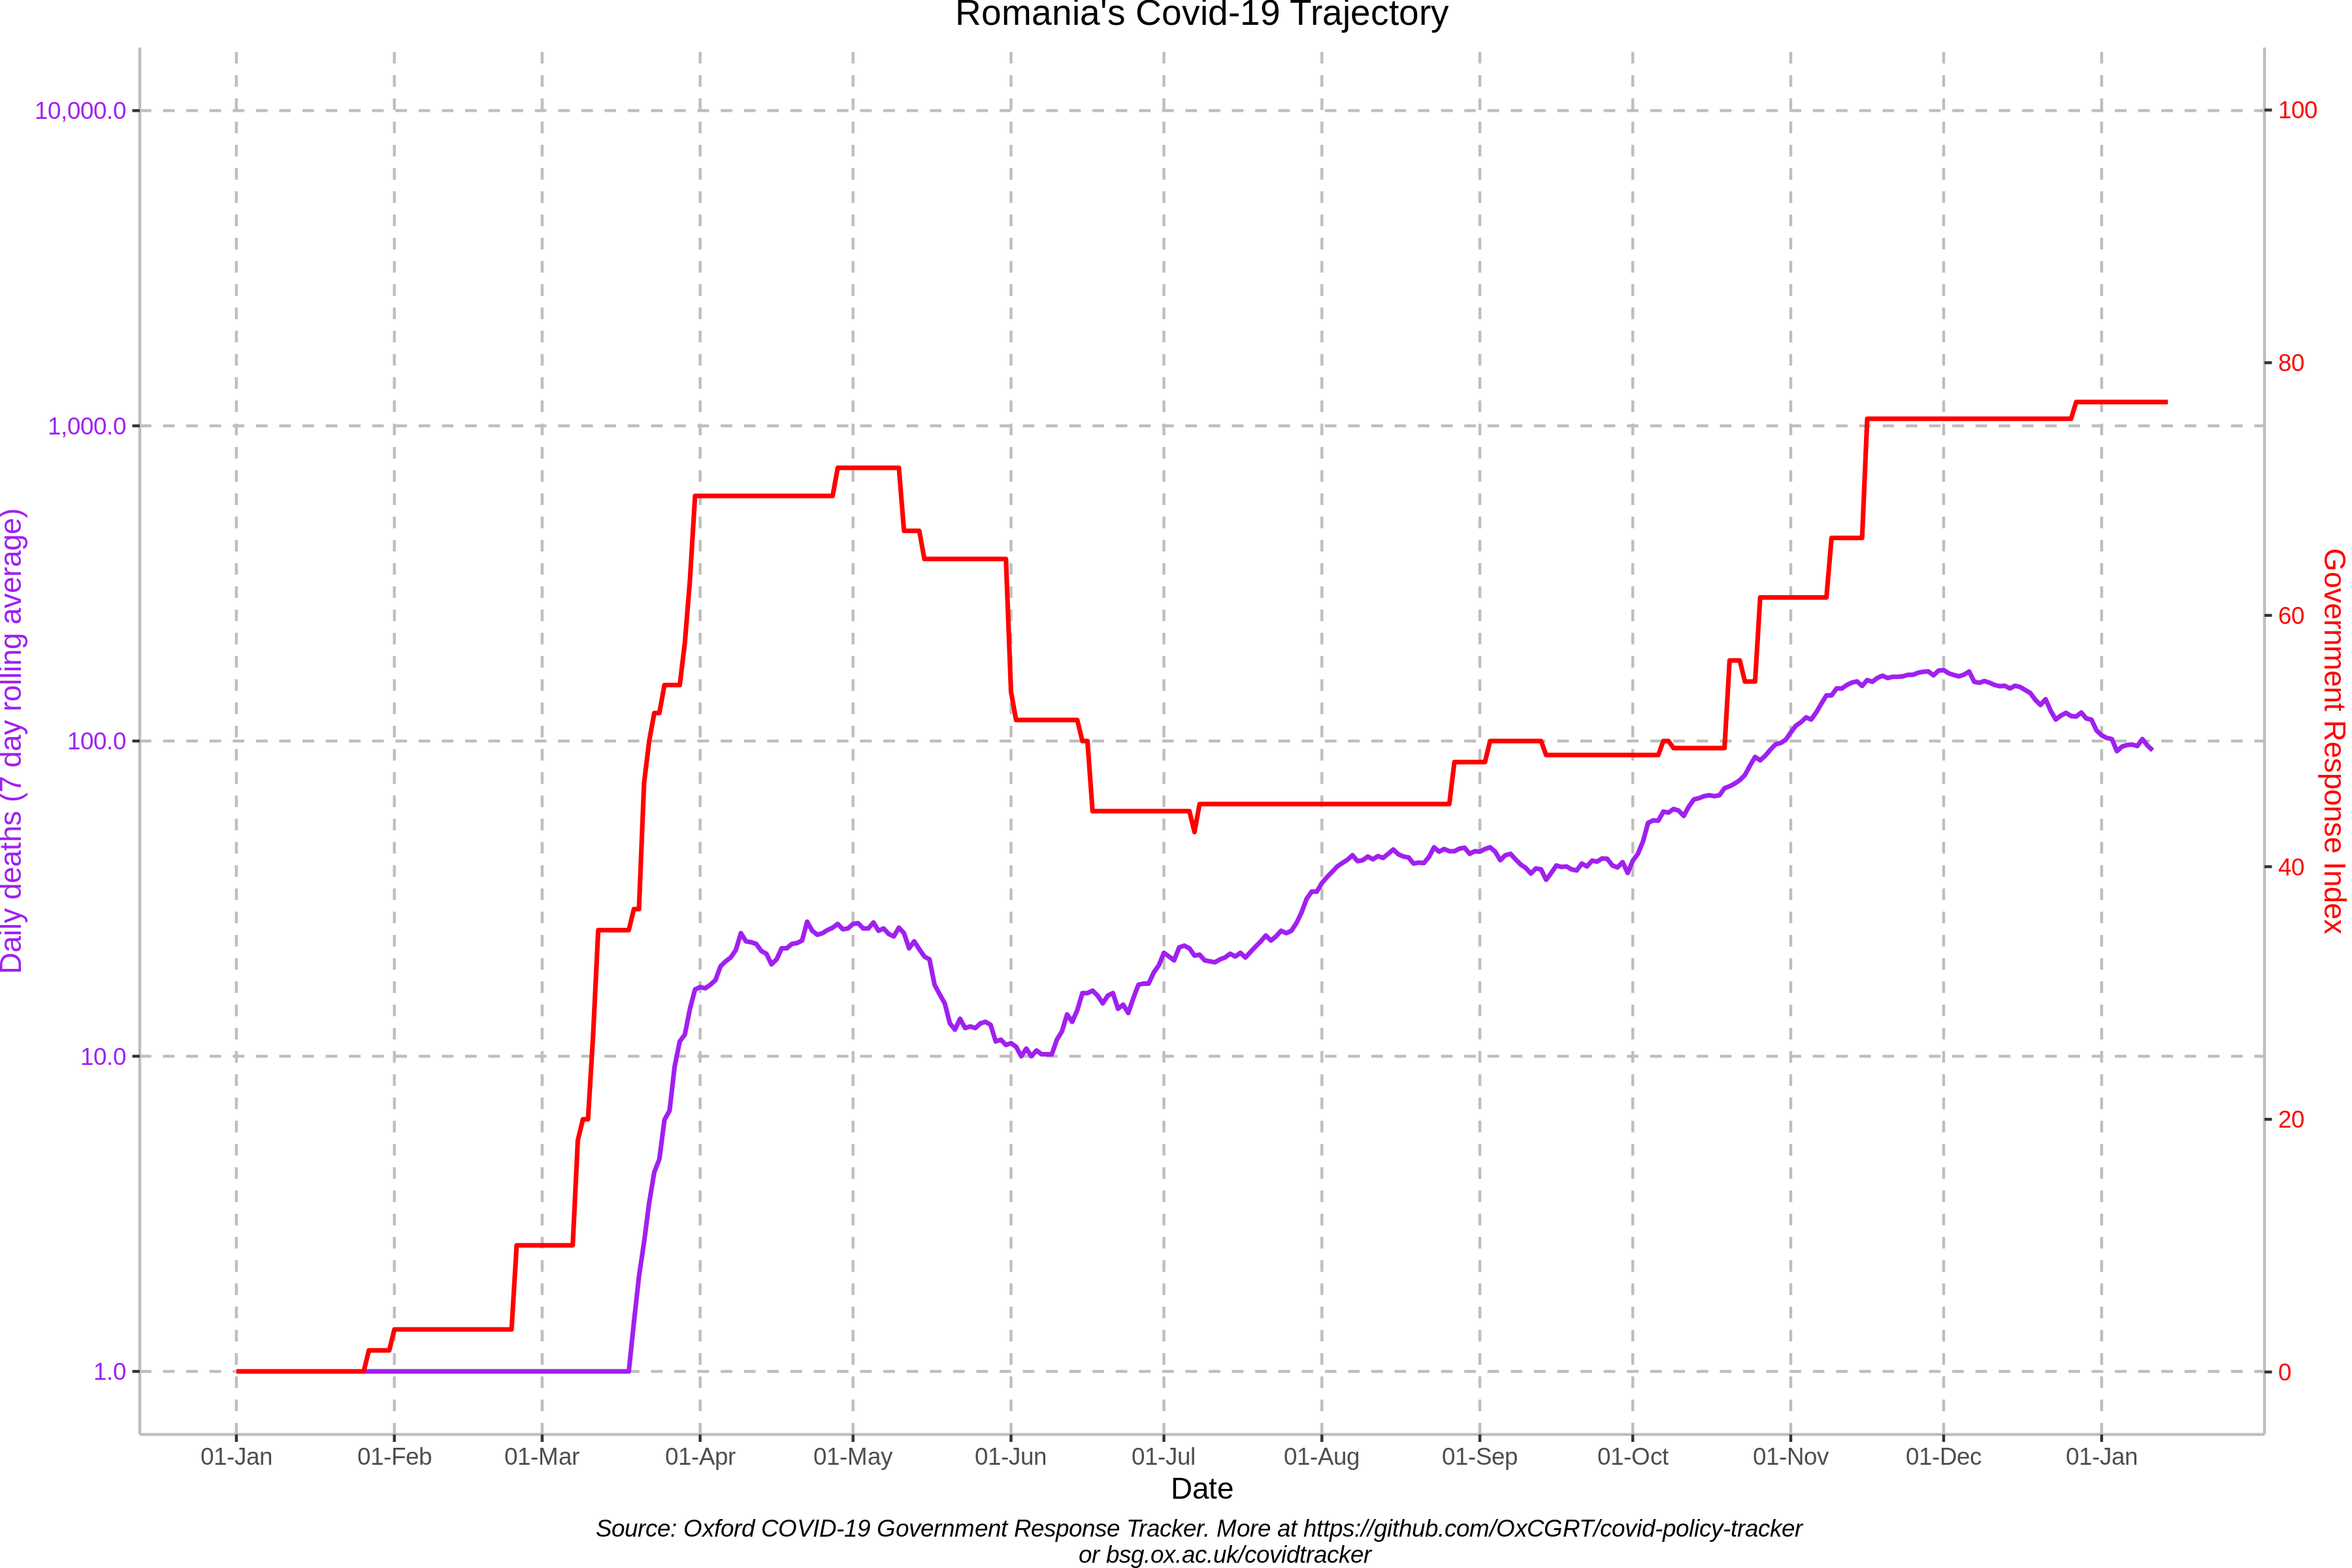 Romania's Covid-19 Trajectory
10,000.0
1,000.0
100.0
10.0
1.0
Daily deaths (7 day rolling average)
100
80
60
40
20
0
Government Response Index
01-Jan
01-Feb
01-Mar
01-Apr
01-May
01-Jun
01-Jul
01-Aug
01-Sep
01-Oct
01-Nov
01-Dec
01-Jan
Date
Source: Oxford COVID-19 Government Response Tracker. More at https://github.com/OxCGRT/covid-policy-tracker
or bsg.ox.ac.uk/covidtracker